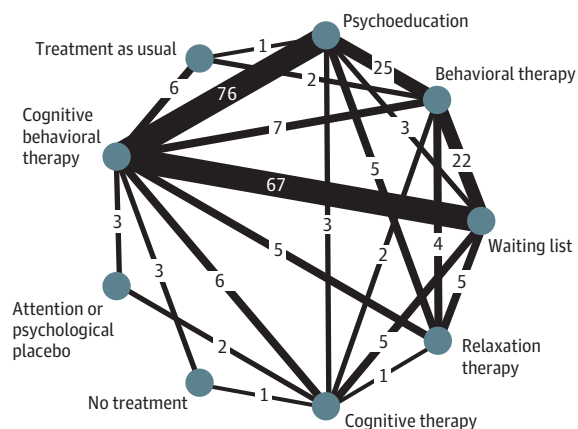 Psychoeducation
Treatment as usual
1
25
Behavioral therapy
6
76
2
Cognitive
behavioral
therapy
7
3
22
5
67
3
3
5
3
4
Waiting list
3
6
2
5
Attention or
psychological
placebo
2
5
Relaxation
therapy
No treatment
1
1
Cognitive therapy